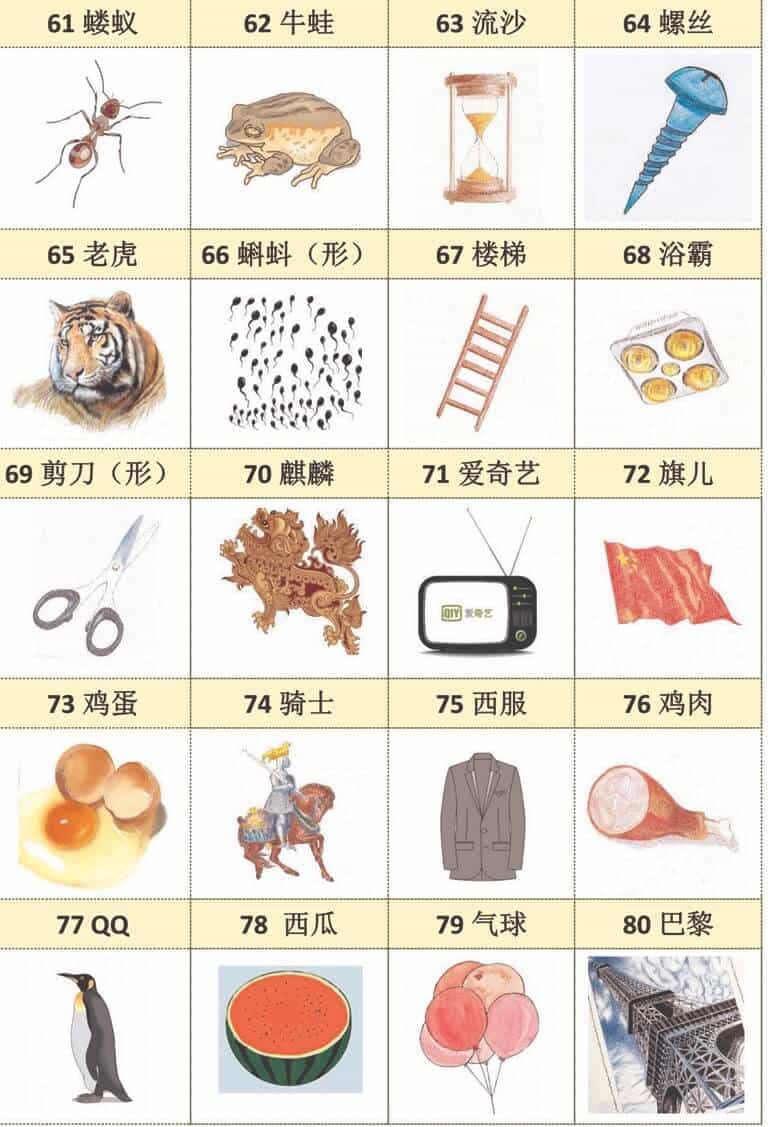 61 蝼蚁 62 牛蛙 63 流沙 64 螺丝
65 老虎 66 蝌蚪（形） 67 楼梯 68 浴霸
69 剪刀（形） 70 麒麟 71 爱奇艺 72 旗儿
QIY 爱奇艺
73 鸡蛋 74 骑士 75 西服 76 鸡肉
77 QQ 78 西瓜 79 气球 80 巴黎